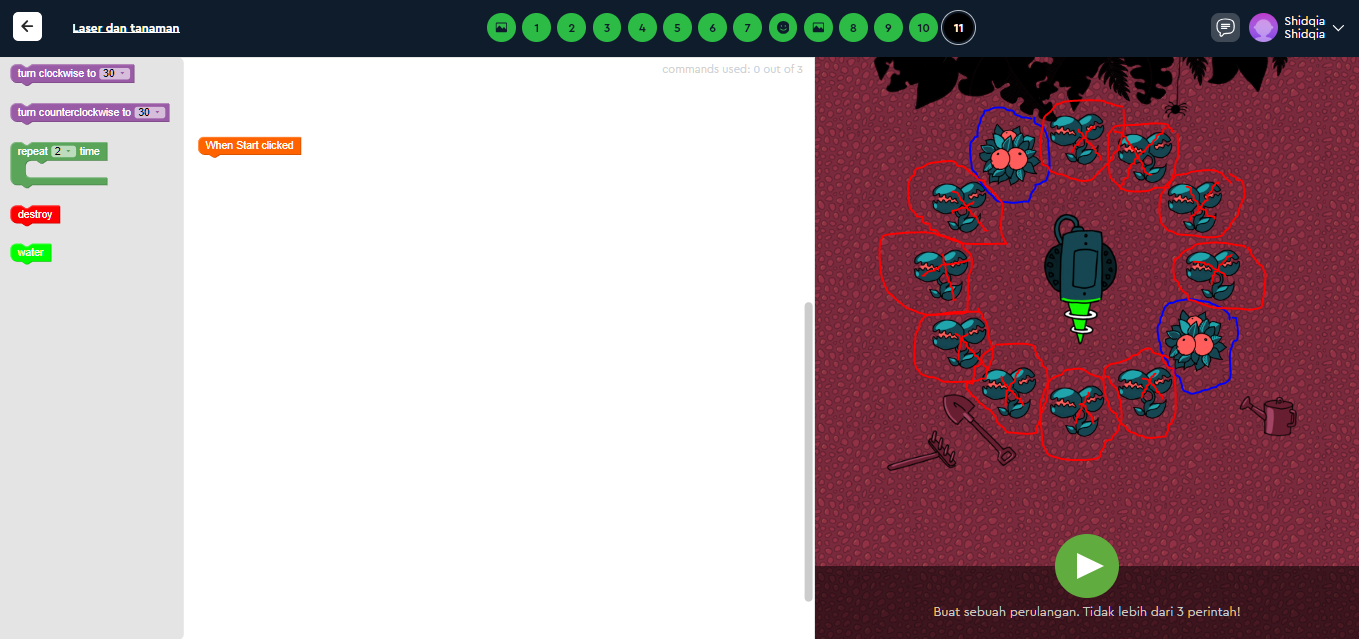 Laser dan tanaman
1 2 3 4 5 6 7 8 9 10 11
Shidqia
Shidqia
commands used: 0 out of 3
turn clockwise to 30
turn counterclockwise to 30
repeat 2 time
destroy
water
When Start clicked
Buat sebuah perulangan. Tidak lebih dari 3 perintah!